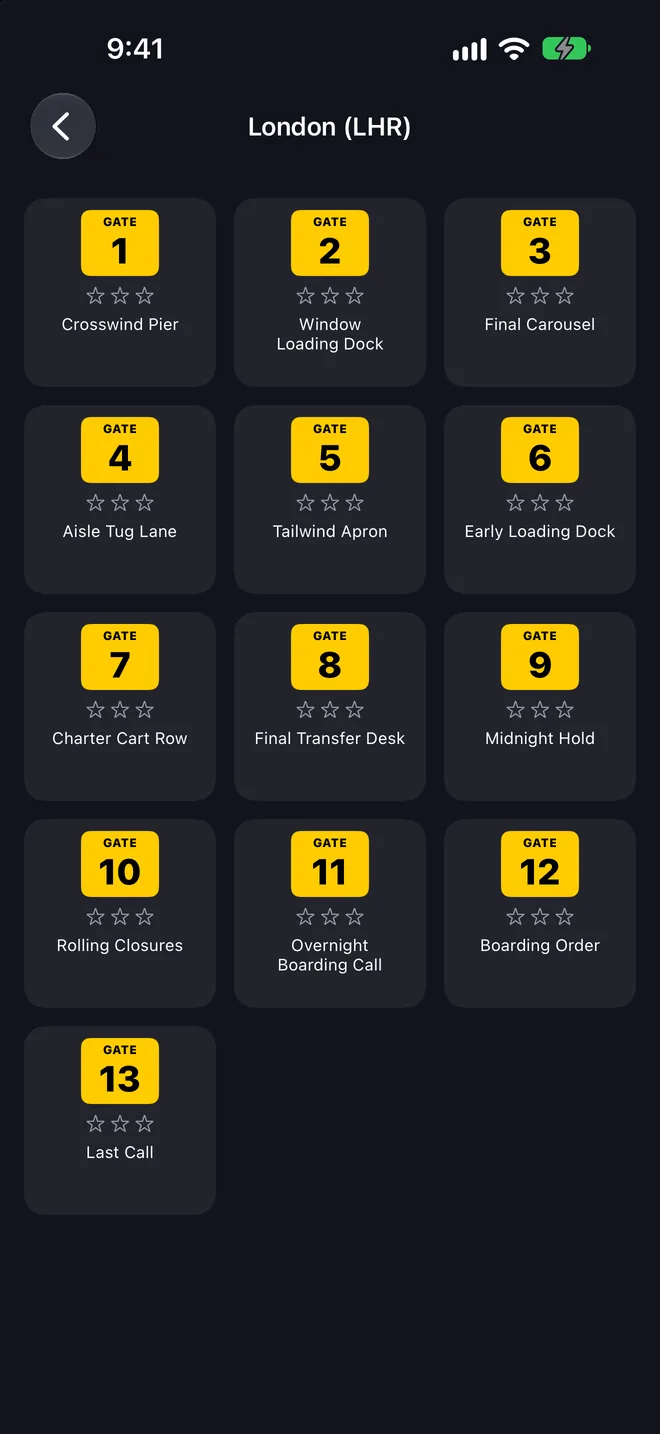 9:41
London (LHR)
GATE
1
Crosswind Pier
GATE
2
Window
Loading Dock
GATE
3
Final Carousel
GATE
4
Aisle Tug Lane
GATE
5
Tailwind Apron
GATE
6
Early Loading Dock
GATE
7
Charter Cart Row
GATE
8
Final Transfer Desk
GATE
9
Midnight Hold
GATE
10
Rolling Closures
GATE
11
Overnight
Boarding Call
GATE
12
Boarding Order
GATE
13
Last Call